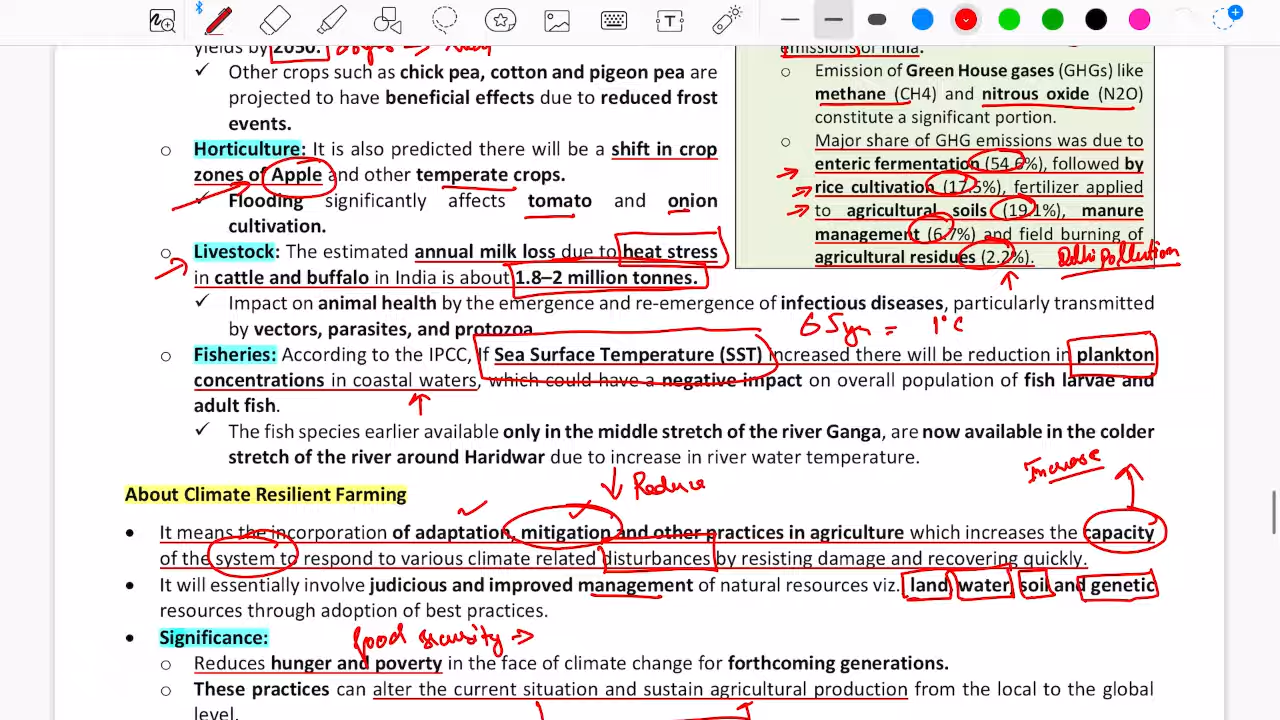 yields by 2050.
✓ Other crops such as chick pea, cotton and pigeon pea are
projected to have beneficial effects due to reduced frost
events.
o Horticulture: It is also predicted there will be a shift in crop
zones of Apple and other temperate crops.
✓ Flooding significantly affects tomato and onion
cultivation.
o Livestock: The estimated annual milk loss due to heat stress
in cattle and buffalo in India is about 1.8–2 million tonnes.
emissions of India.
o Emission of Green House gases (GHGs) like
methane (CH4) and nitrous oxide (N2O)
constitute a significant portion.
o Major share of GHG emissions was due to
enteric fermentation (54.6%), followed by
rice cultivation (17.5%), fertilizer applied
to agricultural soils (19.1%), manure
management (6.7%) and field burning of
agricultural residues (2.2%).
Delhi pollution
✓ Impact on animal health by the emergence and re-emergence of infectious diseases, particularly transmitted
by vectors, parasites, and protozoa.
= 1°C
o Fisheries: According to the IPCC, If Sea Surface Temperature (SST) increased there will be reduction in plankton
concentrations in coastal waters, which could have a negative impact on overall population of fish larvae and
adult fish.
✓ The fish species earlier available only in the middle stretch of the river Ganga, are now available in the colder
stretch of the river around Haridwar due to increase in river water temperature.
Increase
Reduce
About Climate Resilient Farming
• It means the incorporation of adaptation, mitigation and other practices in agriculture which increases the capacity
of the system to respond to various climate related disturbances by resisting damage and recovering quickly.
• It will essentially involve judicious and improved management of natural resources viz. land, water, soil and genetic
resources through adoption of best practices.
• Significance:
food security →
o Reduces hunger and poverty in the face of climate change for forthcoming generations.
o These practices can alter the current situation and sustain agricultural production from the local to the global
level.